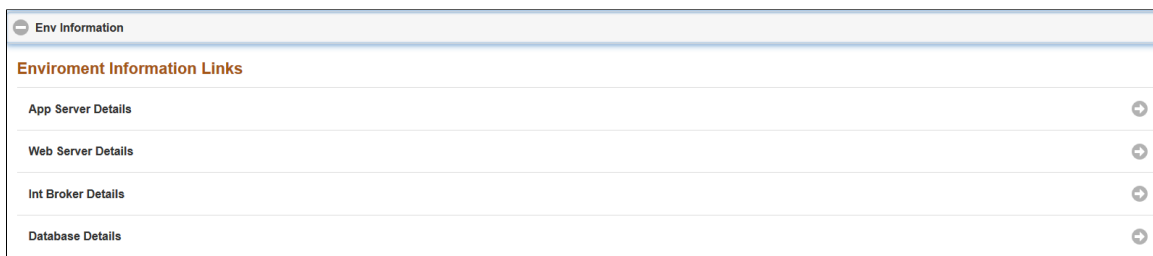 Env Information
Enviroment Information Links
App Server Details
Web Server Details
Int Broker Details
Database Details